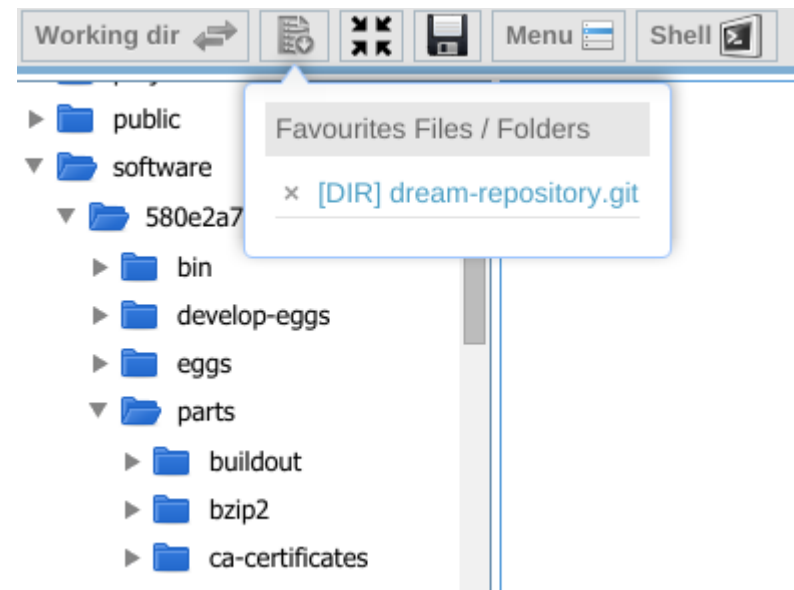 Working dir
Menu
Shell
Favourites Files / Folders
× [DIR] dream-repository.git
public
software
580e2a7
bin
develop-eggs
eggs
parts
buildout
bzip2
ca-certificates